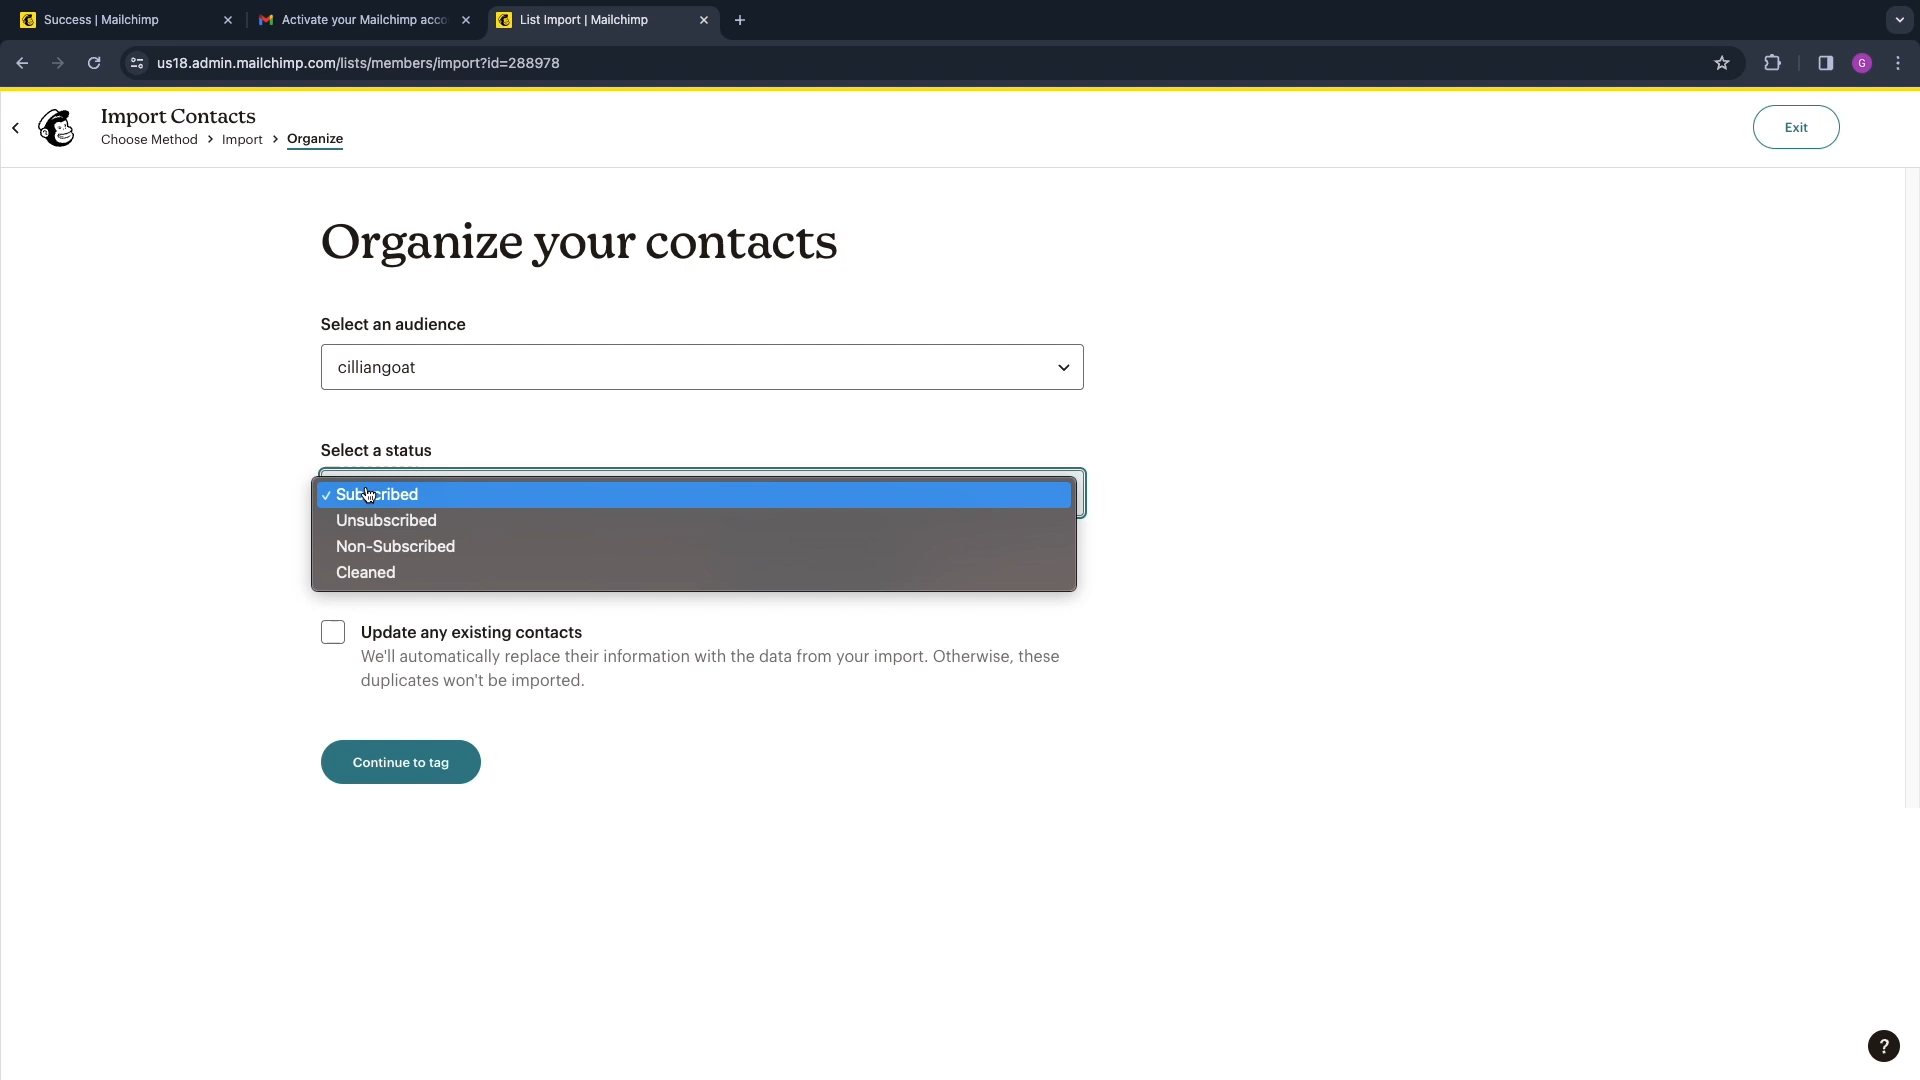 Success | Mailchimp
Activate your Mailchimp acco
List Import | Mailchimp
us18.admin.mailchimp.com/lists/members/import?id=288978
G
Import Contacts
Choose Method > Import > Organize
Exit
Organize your contacts
Select an audience
cilliangoat
Select a status
✓ Subscribed
Unsubscribed
Non-Subscribed
Cleaned
Update any existing contacts
We'll automatically replace their information with the data from your import. Otherwise, these
duplicates won't be imported.
Continue to tag
?